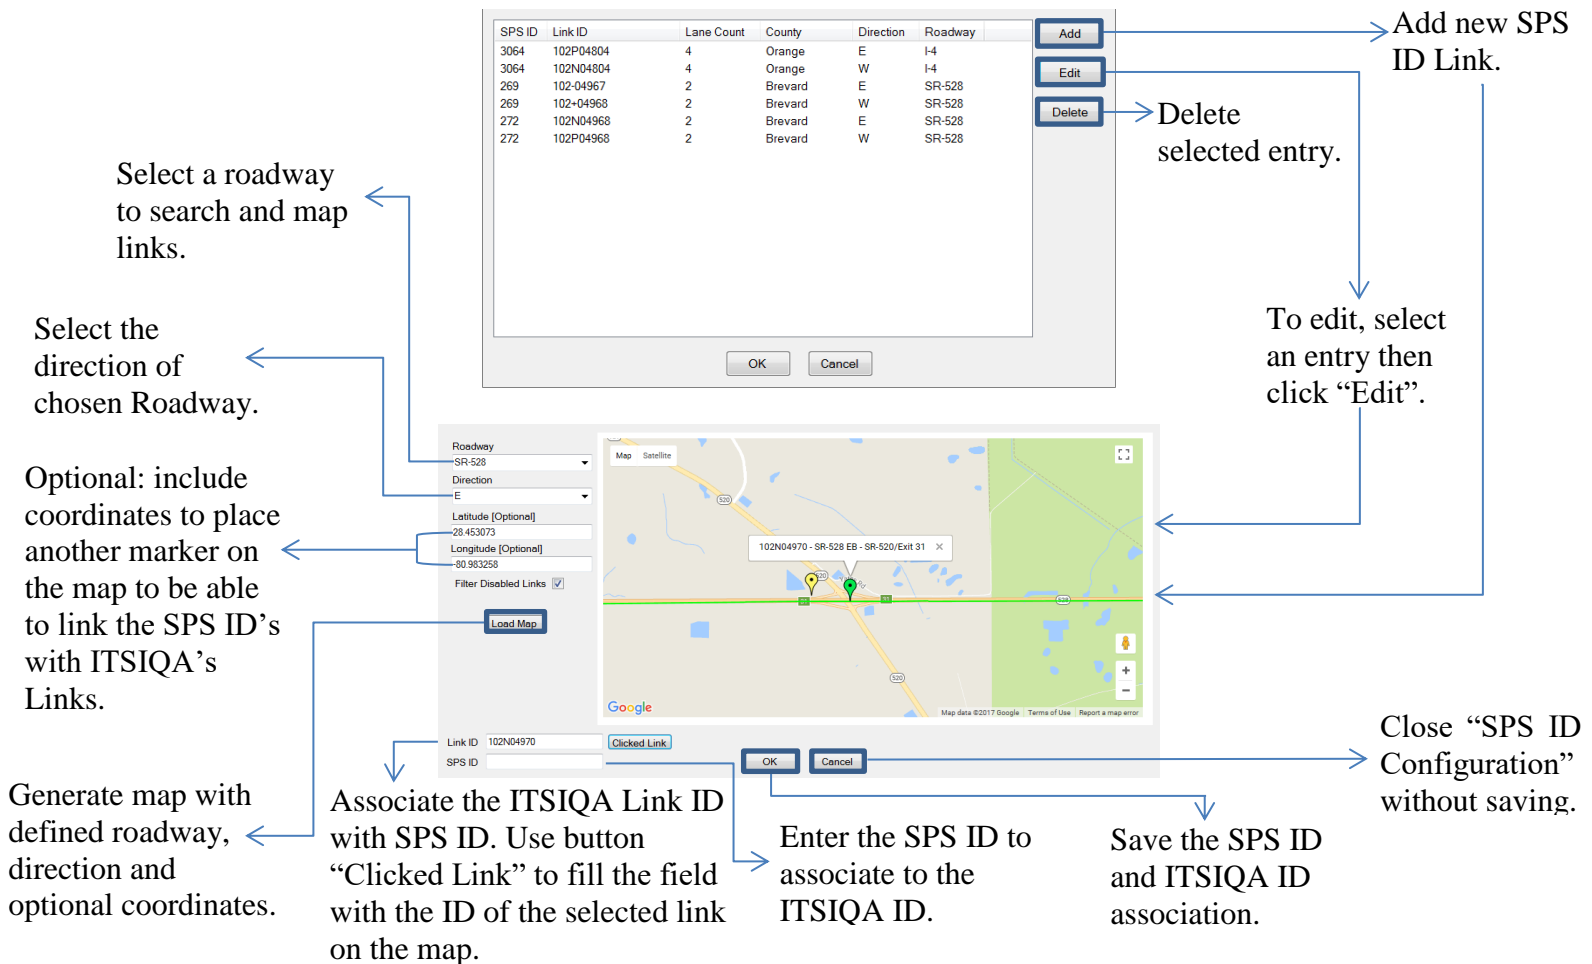 SPS ID Link ID Lane Count County Direction Roadway
3064 102P04804 4 Orange E I-4
3064 102N04804 4 Orange W I-4
269 102-04967 2 Brevard E SR-528
269 102+04968 2 Brevard W SR-528
272 102N04968 2 Brevard E SR-528
272 102P04968 2 Brevard W SR-528
Add
Edit
Delete
OK Cancel
Add new SPS
ID Link.
Delete
selected entry.
To edit, select
an entry then
click “Edit”.
Select a roadway
to search and map
links.
Select the
direction of
chosen Roadway.
Optional: include
coordinates to place
another marker on
the map to be able
to link the SPS ID’s
with ITSIQA’s
Links.
Generate map with
defined roadway,
direction and
optional coordinates.
Roadway
SR-528
Direction
E
Latitude [Optional]
28.453073
Longitude [Optional]
-80.983258
Filter Disabled Links
Load Map
Map Satellite
520
102N04970 - SR-528 EB - SR-520/Exit 31 ×
520
31
528
520
+
−
Google
Map data ©2017 Google Terms of Use Report a map error
Link ID 102N04970 Clicked Link
SPS ID
OK Cancel
Associate the ITSIQA Link ID
with SPS ID. Use button
“Clicked Link” to fill the field
with the ID of the selected link
on the map.
Enter the SPS ID to
associate to the
ITSIQA ID.
Save the SPS ID
and ITSIQA ID
association.
Close “SPS ID
Configuration”
without saving.